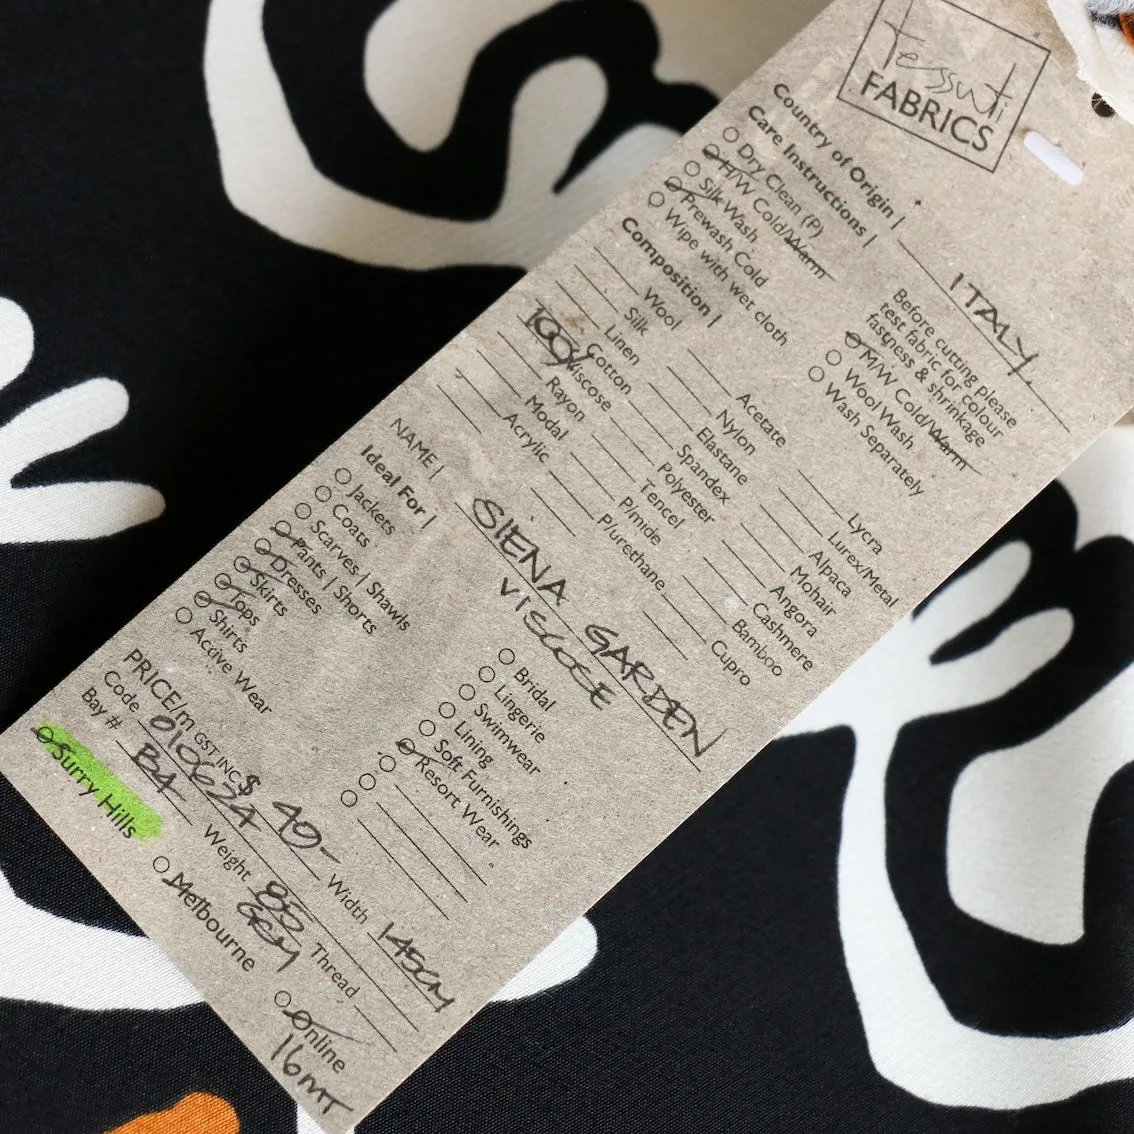 tessuti
FABRICS
Country of Origin | ITALY.
Care Instructions |
Dry Clean (P)
H/W Cold/Warm
Silk Wash
Prewash Cold
Wipe with wet cloth
Before cutting please
test fabric for colour
fastness & shrinkage
M/W Cold/Warm
Wool Wash
Wash Separately
Composition |
Wool
Silk
Linen
Cotton
100% Viscose
Rayon
Modal
Acrylic
Acetate
Nylon
Elastane
Spandex
Polyester
Tencel
P/mide
P/urethane
Lycra
Lurex/Metal
Alpaca
Mohair
Angora
Cashmere
Bamboo
Cupro
NAME | SIENA GARDEN
VISCOSE
Ideal For |
Jackets
Coats
Scarves | Shawls
Pants | Shorts
Dresses
Skirts
Tops
Shirts
Active Wear
Bridal
Lingerie
Swimwear
Lining
Soft Furnishings
Resort Wear
PRICE/m GST INC $ 49-
Code 010624 Width 145CM
Bay # B4 Weight 85 GSM Thread
Surry Hills
Melbourne
Online
16MT